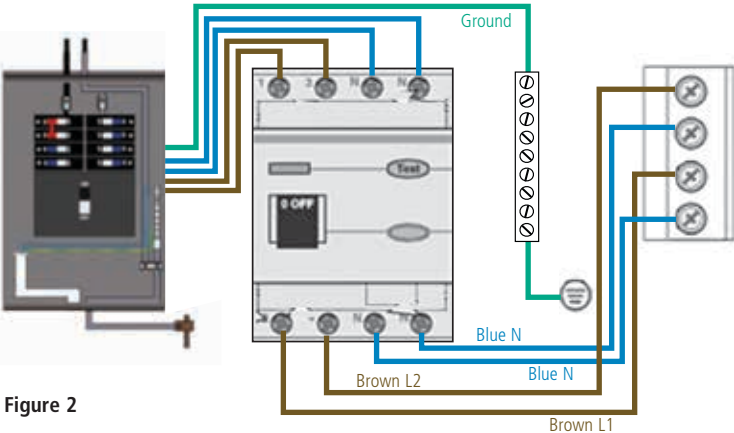 Ground
1 3 N N
Test
0 OFF
N
Blue N
Blue N
Brown L2
Figure 2
Brown L1